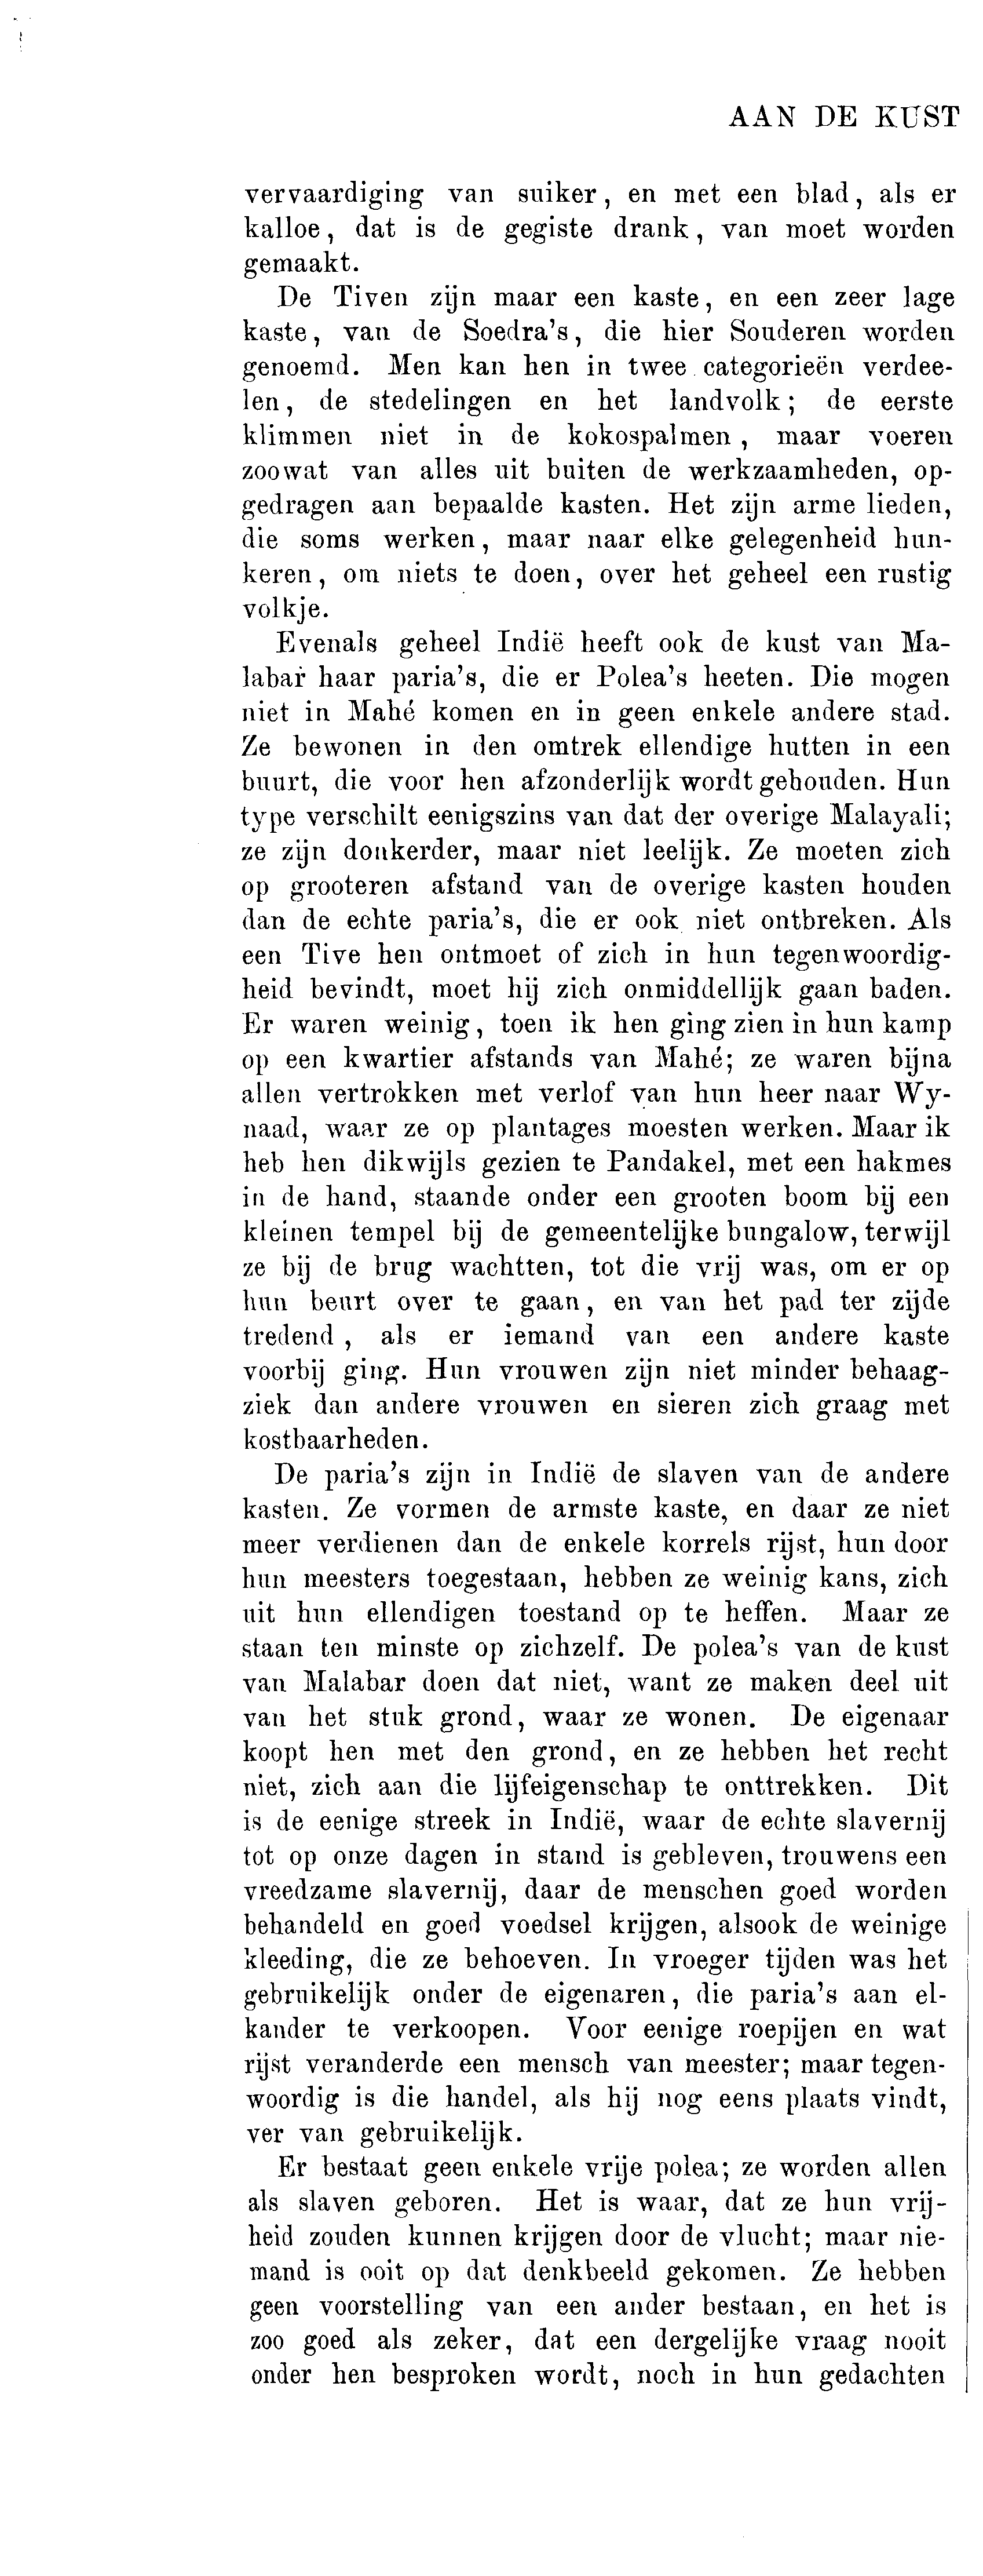 AAN DE KUST
vervaardiging van suiker, en met een blad, als er
kalloe, dat is de gegiste drank, van moet worden
gemaakt.
De Tiven zijn maar een kaste, en een zeer lage
kaste, van de Soedra's, die hier Souderen worden
genoemd. Men kan hen in twee categorieën verdee-
len, de stedelingen en het landvolk; de eerste
klimmen niet in de kokospalmen, maar voeren
zoowat van alles uit buiten de werkzaamheden, op-
gedragen aan bepaalde kasten. Het zijn arme lieden,
die soms werken, maar naar elke gelegenheid hun-
keren, om niets te doen, over het geheel een rustig
volkje.
Evenals geheel Indië heeft ook de kust van Ma-
labar haar paria's, die er Polea's heeten. Die mogen
niet in Mahé komen en in geen enkele andere stad.
Ze bewonen in den omtrek ellendige hutten in een
buurt, die voor hen afzonderlijk wordt gehouden. Hun
type verschilt eenigszins van dat der overige Malayali;
ze zijn donkerder, maar niet leelijk. Ze moeten zich
op grooteren afstand van de overige kasten houden
dan de echte paria's, die er ook niet ontbreken. Als
een Tive hen ontmoet of zich in hun tegenwoordig-
heid bevindt, moet hij zich onmiddellijk gaan baden.
Er waren weinig, toen ik hen ging zien in hun kamp
op een kwartier afstands van Mahé; ze waren bijna
allen vertrokken met verlof van hun heer naar Wy-
naad, waar ze op plantages moesten werken. Maar ik
heb hen dikwijls gezien te Pandakel, met een hakmes
in de hand, staande onder een grooten boom bij een
kleinen tempel bij de gemeentelijke bungalow, terwijl
ze bij de brug wachtten, tot die vrij was, om er op
hun beurt over te gaan, en van het pad ter zijde
tredend, als er iemand van een andere kaste
voorbij ging. Hun vrouwen zijn niet minder behaag-
ziek dan andere vrouwen en sieren zich graag met
kostbaarheden.
De paria's zijn in Indië de slaven van de andere
kasten. Ze vormen de armste kaste, en daar ze niet
meer verdienen dan de enkele korrels rijst, hun door
hun meesters toegestaan, hebben ze weinig kans, zich
uit hun ellendigen toestand op te heffen. Maar ze
staan ten minste op zichzelf. De polea's van de kust
van Malabar doen dat niet, want ze maken deel uit
van het stuk grond, waar ze wonen. De eigenaar
koopt hen met den grond, en ze hebben het recht
niet, zich aan die lijfeigenschap te onttrekken. Dit
is de eenige streek in Indië, waar de echte slavernij
tot op onze dagen in stand is gebleven, trouwens een
vreedzame slavernij, daar de menschen goed worden
behandeld en goed voedsel krijgen, alsook de weinige
kleeding, die ze behoeven. In vroeger tijden was het
gebruikelijk onder de eigenaren, die paria's aan el-
kander te verkoopen. Voor eenige roepijen en wat
rijst veranderde een mensch van meester; maar tegen-
woordig is die handel, als hij nog eens plaats vindt,
ver van gebruikelijk.
Er bestaat geen enkele vrije polea; ze worden allen
als slaven geboren. Het is waar, dat ze hun vrij-
heid zouden kunnen krijgen door de vlucht; maar nie-
mand is ooit op dat denkbeeld gekomen. Ze hebben
geen voorstelling van een ander bestaan, en het is
zoo goed als zeker, dat een dergelijke vraag nooit
onder hen besproken wordt, noch in hun gedachten